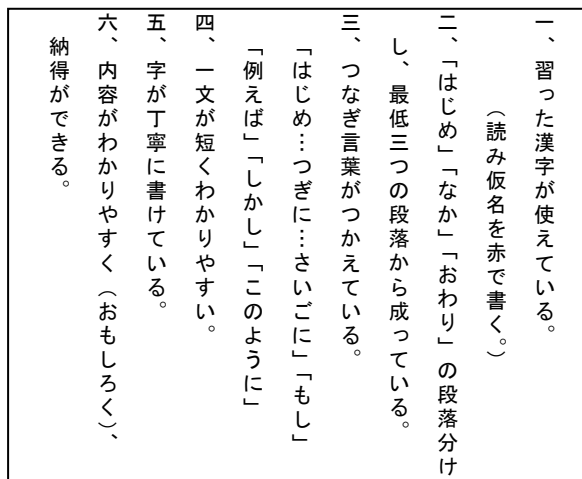 一、習った漢字が使えている。
（読み仮名を赤で書く。）
二、「はじめ」「なか」「おわり」の段落分け
し、最低三つの段落から成っている。
三、つなぎ言葉がつかえている。
「はじめ…つぎに…さいごに」「もし」
「例えば」「しかし」「このように」
四、一文が短くわかりやすい。
五、字が丁寧に書けている。
六、内容がわかりやすく（おもしろく）、
納得ができる。